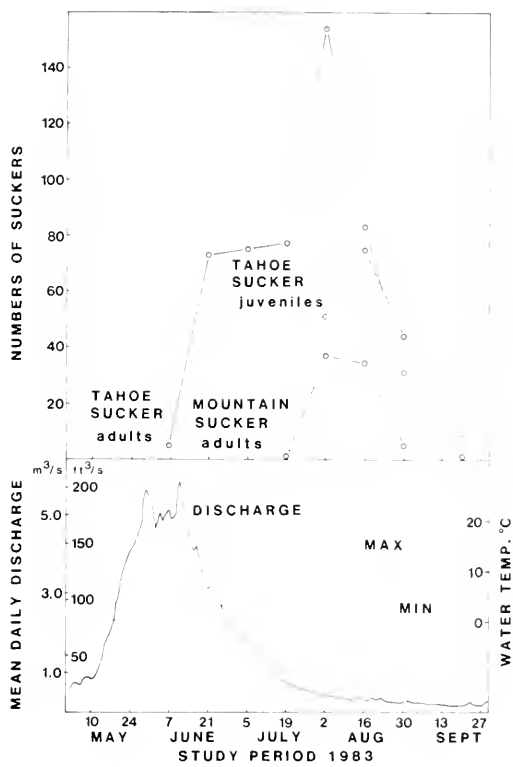 140
120
100
80
60
40
20
NUMBERS OF SUCKERS
TAHOE
SUCKER
juveniles
TAHOE
SUCKER
adults
MOUNTAIN
SUCKER
adults
m³/s ft³/s
200
150
100
50
5.0
3.0
1.0
MEAN DAILY DISCHARGE
DISCHARGE
MAX
MIN
20
10
0
WATER TEMP. °C
10 24 7 21 5 19 2 16 30 13 27
MAY JUNE JULY AUG SEPT
STUDY PERIOD 1983